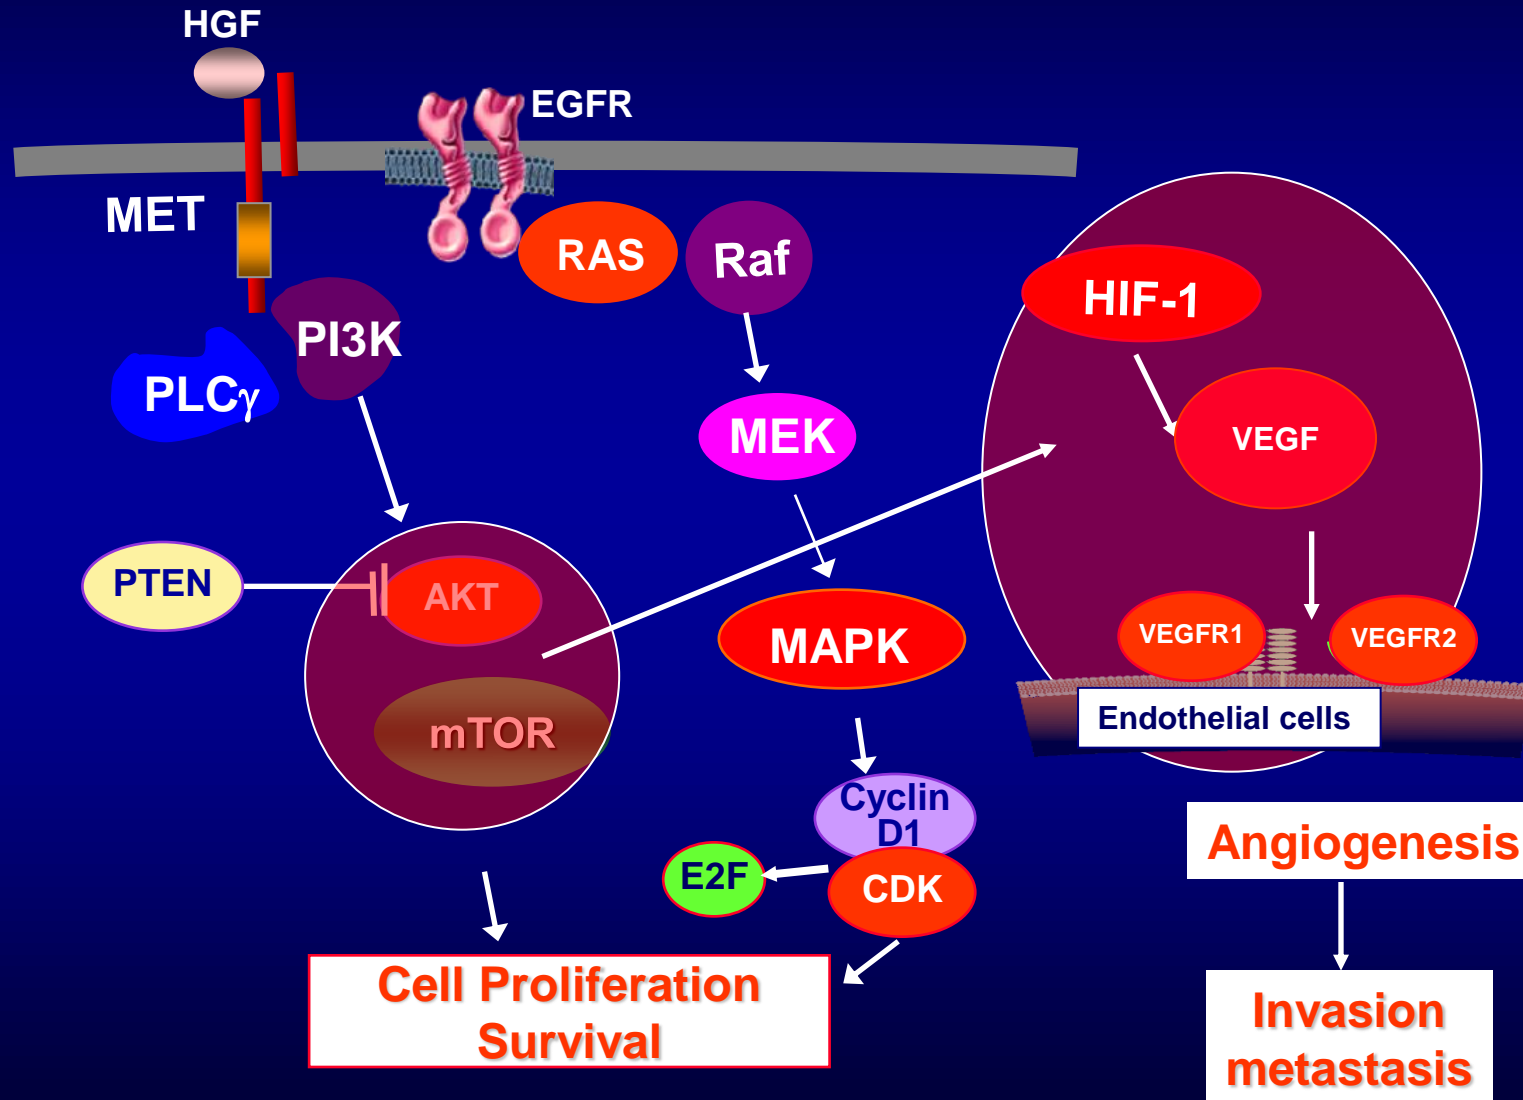 HGF
EGFR
MET
RAS
Raf
HIF-1
PI3K
PLCγ
MEK
VEGF
PTEN
AKT
MAPK
VEGFR1
VEGFR2
mTOR
Endothelial cells
Cyclin
D1
E2F
CDK
Angiogenesis
Cell Proliferation
Survival
Invasion
metastasis